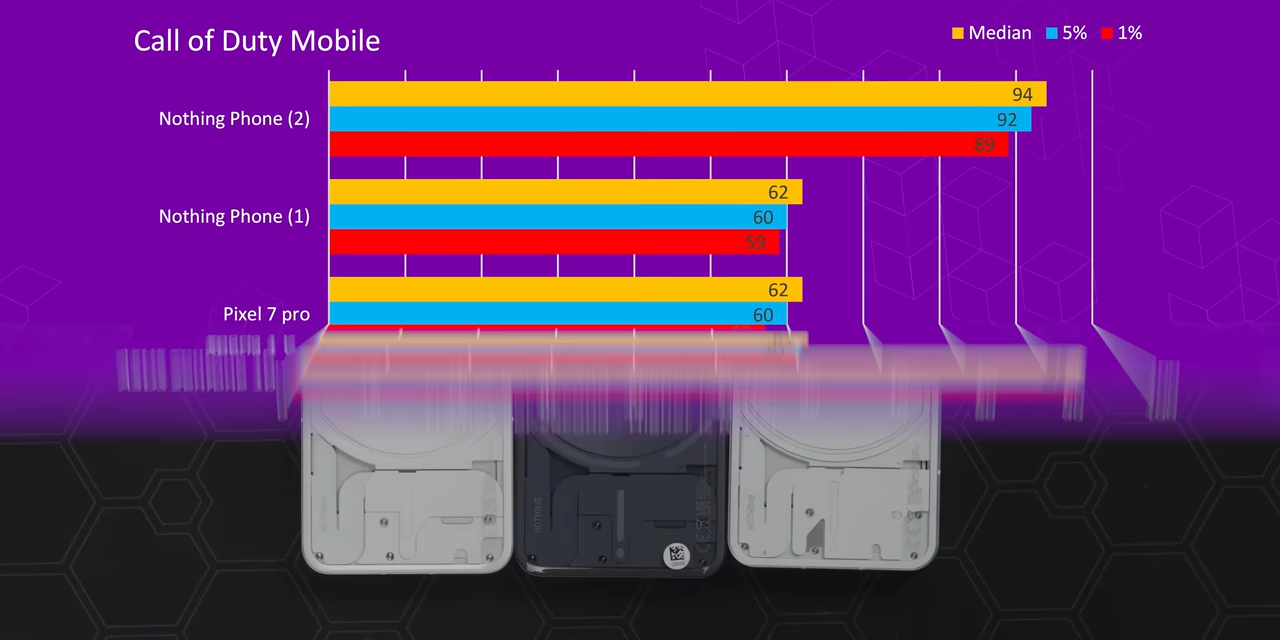 Call of Duty Mobile
Median 5% 1%
Nothing Phone (2)
94
92
89
Nothing Phone (1)
62
60
59
Pixel 7 pro
62
60
NOTHING